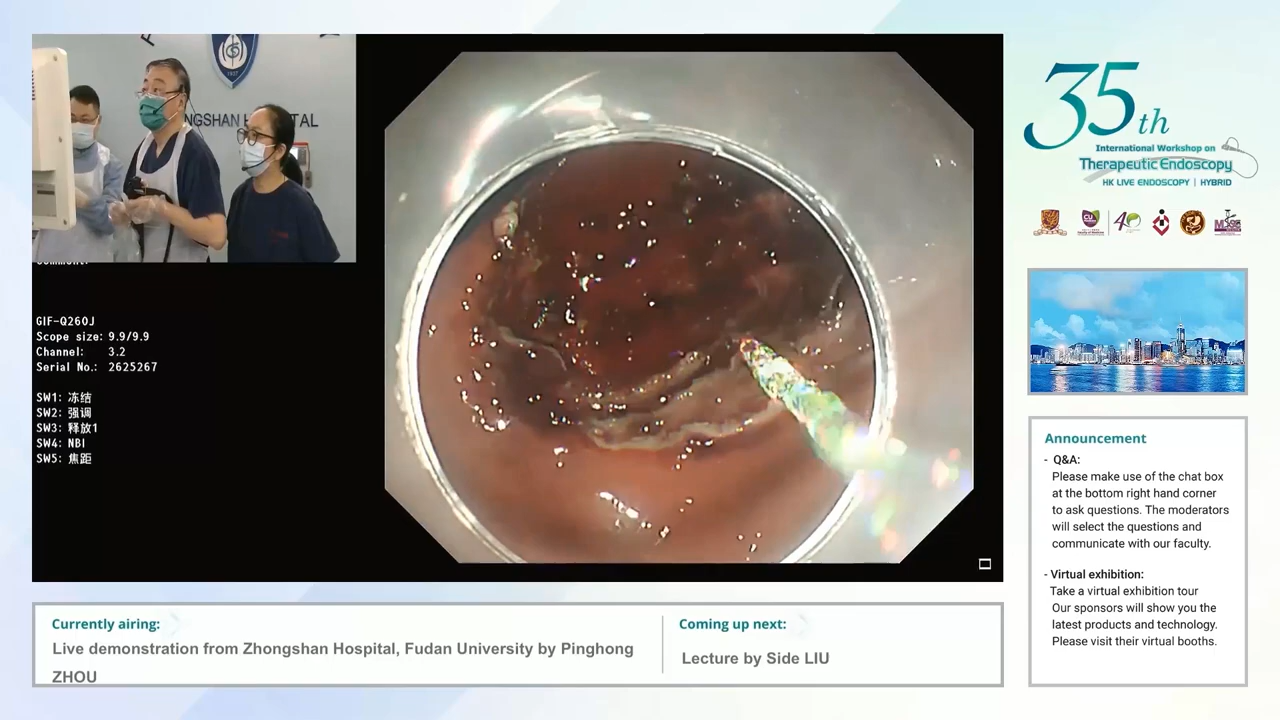 1937
NGSHAN H
TAL
GIF-Q260J
Scope size: 9.9/9.9
Channel: 3.2
Serial No.: 2625267
SW1: 冻结
SW2: 强调
SW3: 释放1
SW4: NBI
SW5: 焦距
35th
International Workshop on
Therapeutic Endoscopy
HK LIVE ENDOSCOPY | HYBRID
Announcement
- Q&A:
Please make use of the chat box
at the bottom right hand corner
to ask questions. The moderators
will select the questions and
communicate with our faculty.
- Virtual exhibition:
Take a virtual exhibition tour
Our sponsors will show you the
latest products and technology.
Please visit their virtual booths.
Currently airing:
Live demonstration from Zhongshan Hospital, Fudan University by Pinghong
ZHOU
Coming up next:
Lecture by Side LIU